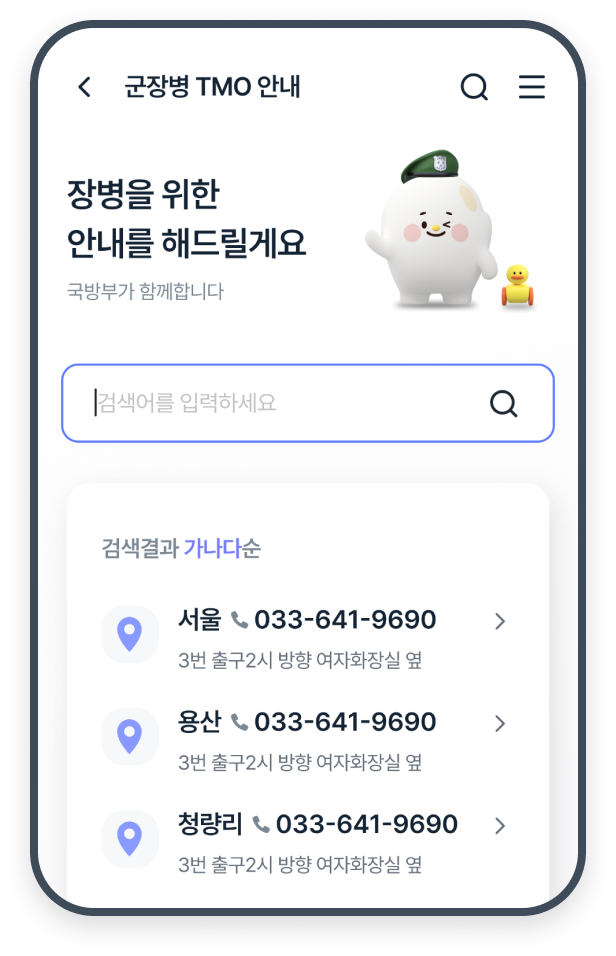 군장병 TMO 안내
장병을 위한
안내를 해드릴게요
국방부가 함께합니다
검색어를 입력하세요
검색결과 가나다순
서울 033-641-9690
3번 출구2시 방향 여자화장실 옆
용산 033-641-9690
3번 출구2시 방향 여자화장실 옆
청량리 033-641-9690
3번 출구2시 방향 여자화장실 옆